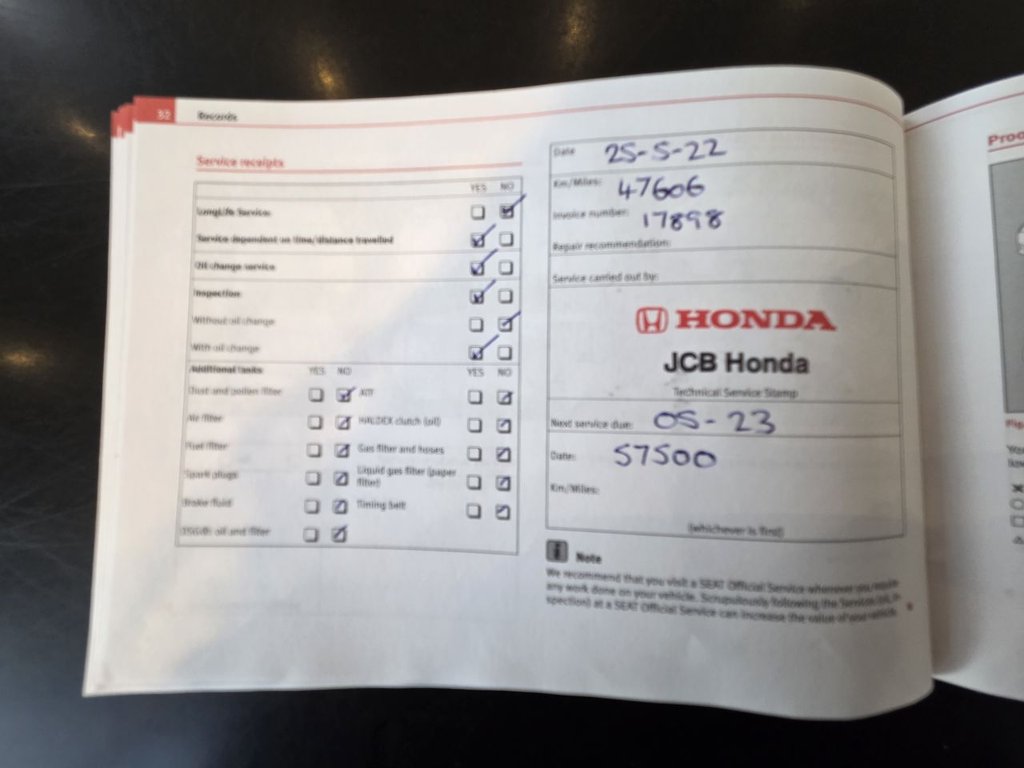 32 Records
Service receipts
YES NO
LongLife Service
Service dependent on time/distance travelled
Oil change service
Inspection
Without oil change
With oil change
Additional tasks YES NO YES NO
Dust and pollen filter AOT
Air filter HALDEX clutch (oil)
Fuel filter Gas filter and hoses
Spark plugs Liquid gas filter (paper
filter)
Brake fluid Timing belt
oil and filter
Date 25-5-22
Km/Miles: 47606
Invoice number: 17898
Repair recommendation:
Service carried out by:
HONDA
JCB Honda
Technical Service Stamp
Next service due: 05-23
Date: 57500
Km/Miles:
(whichever is first)
i Note
We recommend that you visit a SEAT Official Service whenever you require
any work done on your vehicle. Scrupulously following the Service (oil, in-
spection) at a SEAT Official Service can increase the value of your vehicle.